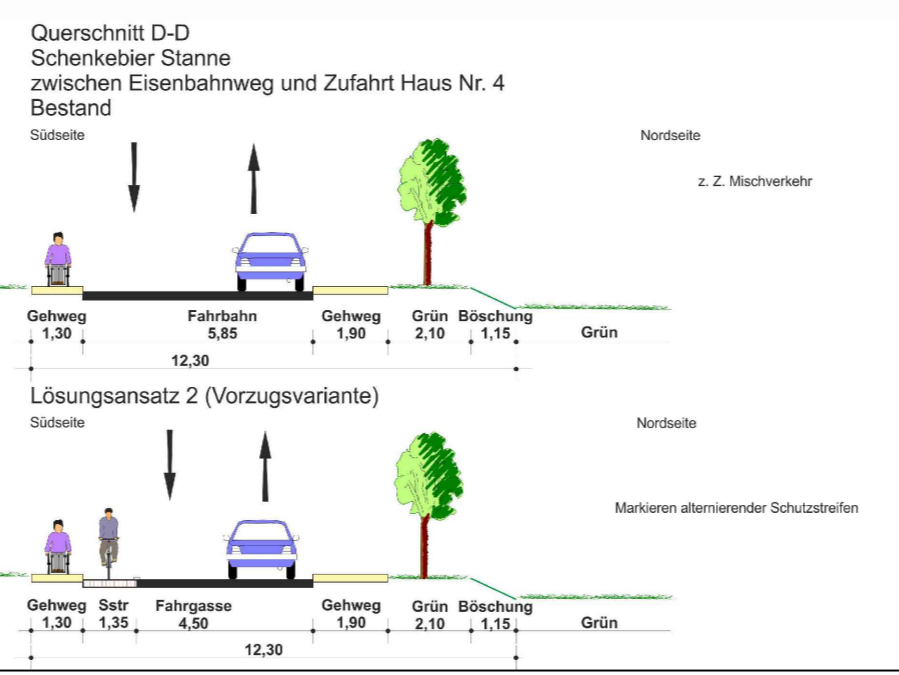 Querschnitt D-D
Schenkebier Stanne
zwischen Eisenbahnweg und Zufahrt Haus Nr. 4
Bestand
Südseite
Nordseite
z. Z. Mischverkehr
Gehweg Fahrbahn Gehweg Grün Böschung
1,30 5,85 1,90 2,10 1,15 Grün
12,30
Lösungsansatz 2 (Vorzugsvariante)
Südseite
Nordseite
Markieren alternierender Schutzstreifen
Gehweg Sstr Fahrgasse Gehweg Grün Böschung
1,30 1,35 4,50 1,90 2,10 1,15 Grün
12,30